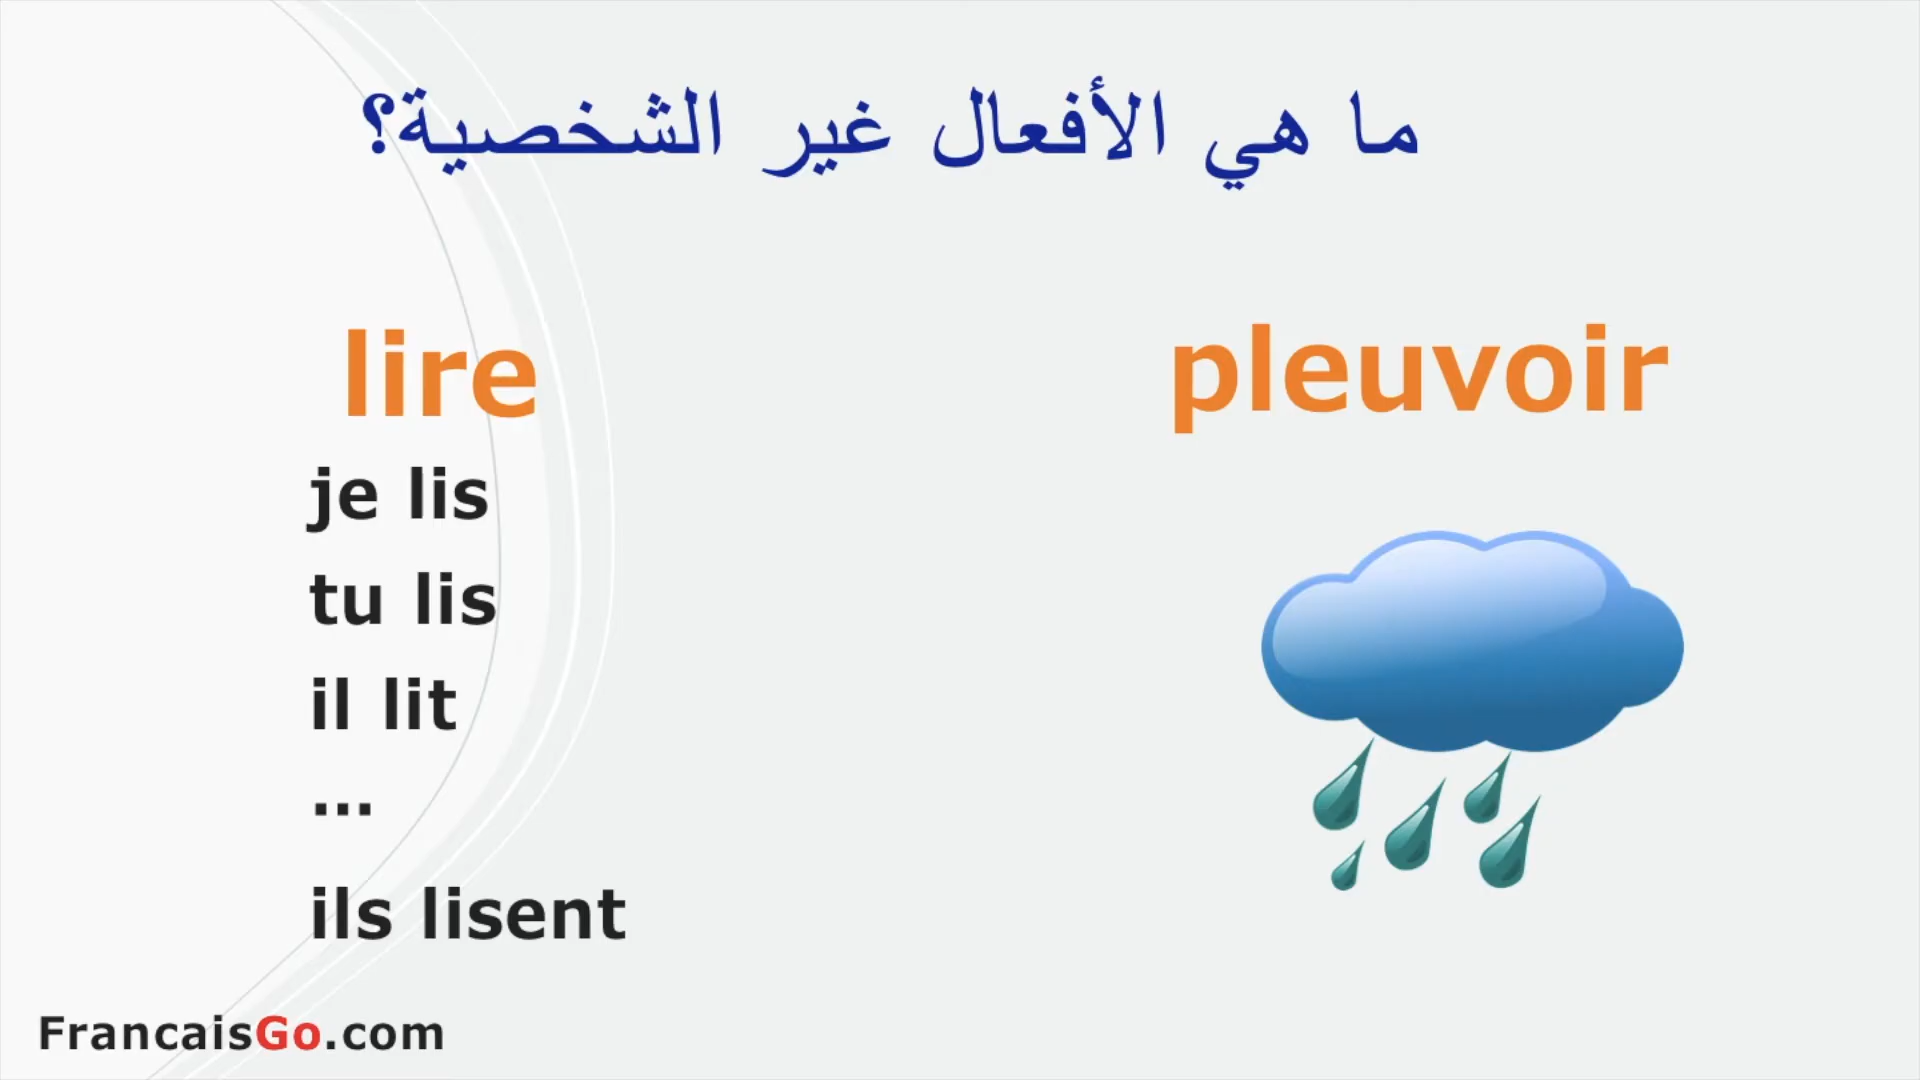 ما هي الأفعال غير الشخصية؟
lire
je lis
tu lis
il lit
...
ils lisent
pleuvoir
FrancaisGo.com